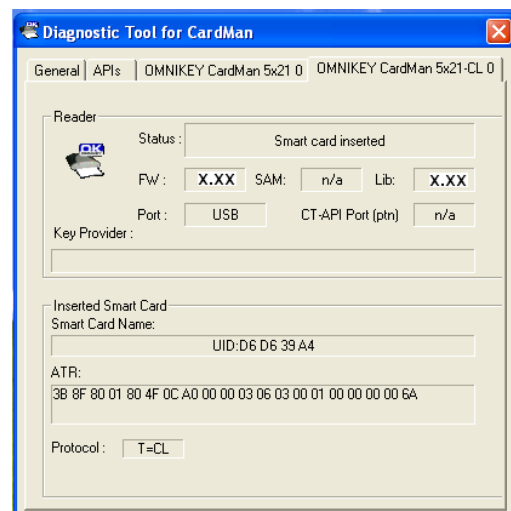 Diagnostic Tool for CardMan
General APIs OMNIKEY CardMan 5x21 0 OMNIKEY CardMan 5x21-CL 0
Reader
OK
Status : Smart card inserted
FW : X.XX SAM: n/a Lib: X.XX
Port : USB CT-API Port (ptn) n/a
Key Provider :
Inserted Smart Card
Smart Card Name:
UID:D6 D6 39 A4
ATR:
3B 8F 80 01 80 4F 0C A0 00 00 03 06 03 00 01 00 00 00 00 6A
Protocol : T=CL